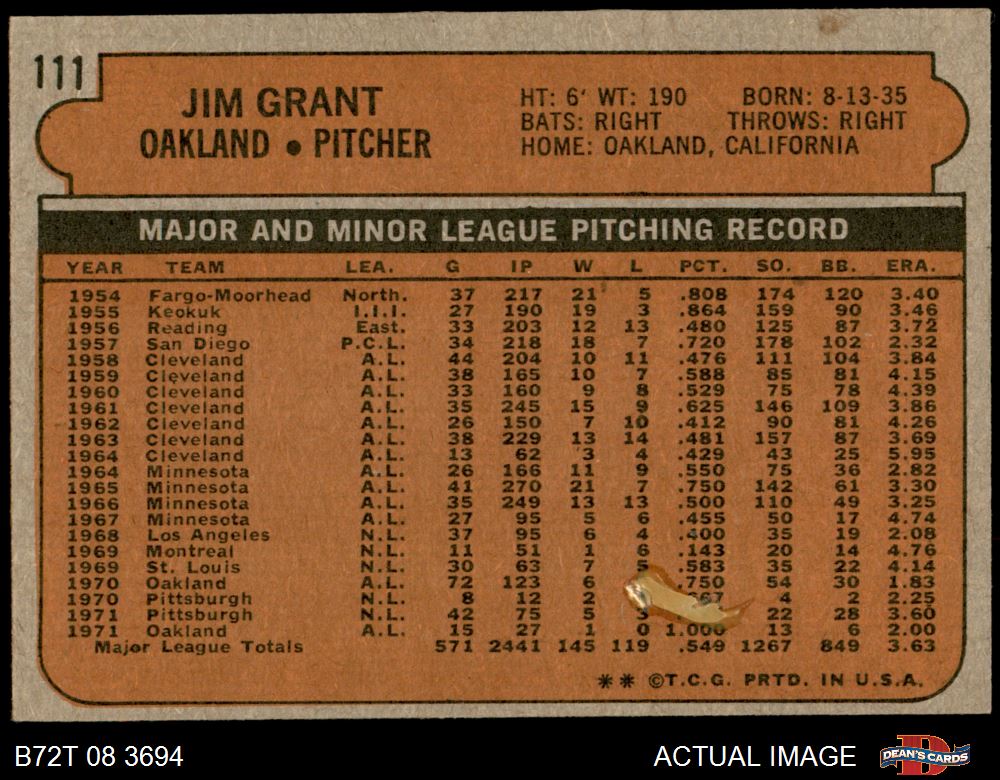 111
JIM GRANT
OAKLAND • PITCHER
HT: 6' WT: 190 BORN: 8-13-35
BATS: RIGHT THROWS: RIGHT
HOME: OAKLAND, CALIFORNIA
MAJOR AND MINOR LEAGUE PITCHING RECORD
YEAR TEAM LEA. G IP W L PCT. SO. BB. ERA.
1954 Fargo-Moorhead North. 37 217 21 5 .808 174 120 3.40
1955 Keokuk I.I.I. 27 190 19 3 .864 159 90 3.46
1956 Reading East. 33 203 12 13 .480 125 87 3.72
1957 San Diego P.C.L. 34 218 18 7 .720 178 102 2.32
1958 Cleveland A.L. 44 204 10 11 .476 111 104 3.84
1959 Cleveland A.L. 38 165 10 7 .588 85 81 4.15
1960 Cleveland A.L. 33 160 9 8 .529 75 78 4.39
1961 Cleveland A.L. 35 245 15 9 .625 146 109 3.86
1962 Cleveland A.L. 26 150 7 10 .412 90 81 4.26
1963 Cleveland A.L. 38 229 13 14 .481 157 87 3.69
1964 Cleveland A.L. 13 62 3 4 .429 43 25 5.95
1964 Minnesota A.L. 26 166 11 9 .550 75 36 2.82
1965 Minnesota A.L. 41 270 21 7 .750 142 61 3.30
1966 Minnesota A.L. 35 249 13 13 .500 110 49 3.25
1967 Minnesota A.L. 27 95 5 6 .455 50 17 4.74
1968 Los Angeles N.L. 37 95 6 4 .400 35 19 2.08
1969 Montreal N.L. 11 51 1 6 .143 20 14 4.76
1969 St. Louis N.L. 30 63 7 5 .583 35 22 4.14
1970 Oakland A.L. 72 123 6 .750 54 30 1.83
1970 Pittsburgh N.L. 8 12 2 4 2 2.25
1971 Pittsburgh N.L. 42 75 5 22 28 3.60
1971 Oakland A.L. 15 27 1 0 1.000 13 6 2.00
Major League Totals 571 2441 145 119 .549 1267 849 3.63
** ©T.C.G. PRTD. IN U.S.A.
B72T 08 3694 ACTUAL IMAGE DEAN'S CARDS